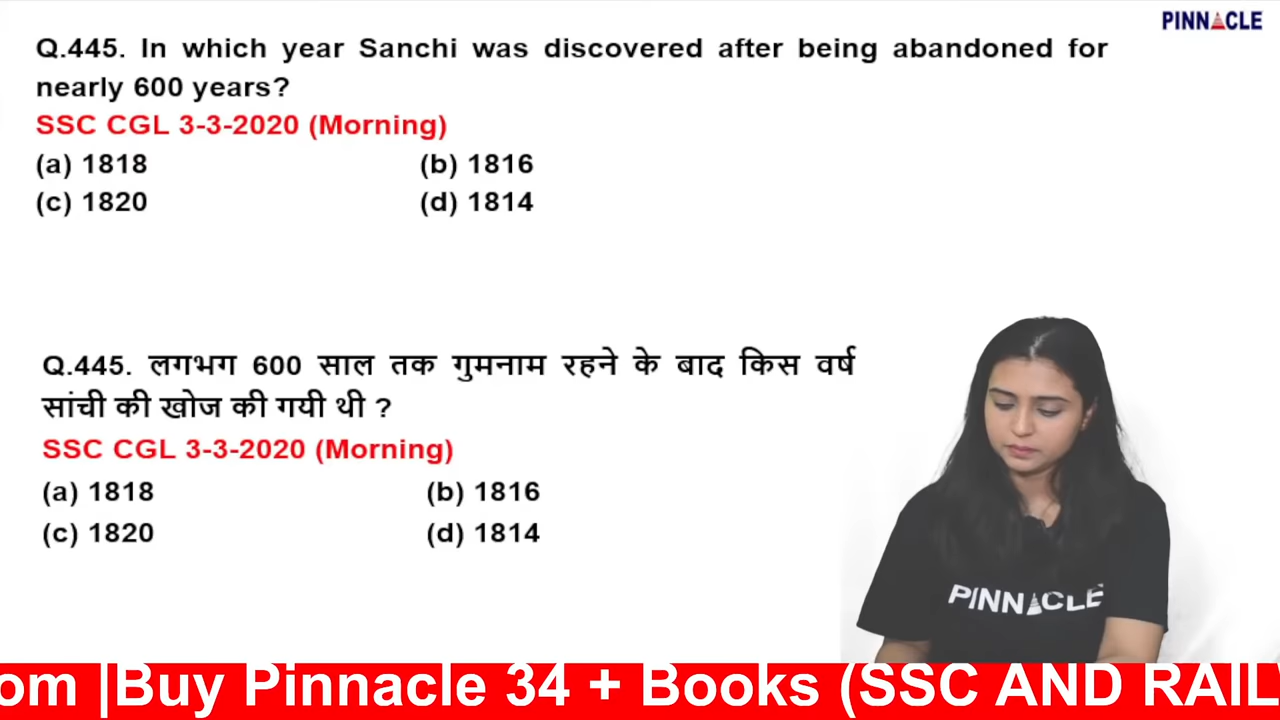 PINNACLE
Q.445. In which year Sanchi was discovered after being abandoned for
nearly 600 years?
SSC CGL 3-3-2020 (Morning)
(a) 1818 (b) 1816
(c) 1820 (d) 1814
Q.445. लगभग 600 साल तक गुमनाम रहने के बाद किस वर्ष
सांची की खोज की गयी थी ?
SSC CGL 3-3-2020 (Morning)
(a) 1818 (b) 1816
(c) 1820 (d) 1814
PINNACLE
om |Buy Pinnacle 34 + Books (SSC AND RAIL